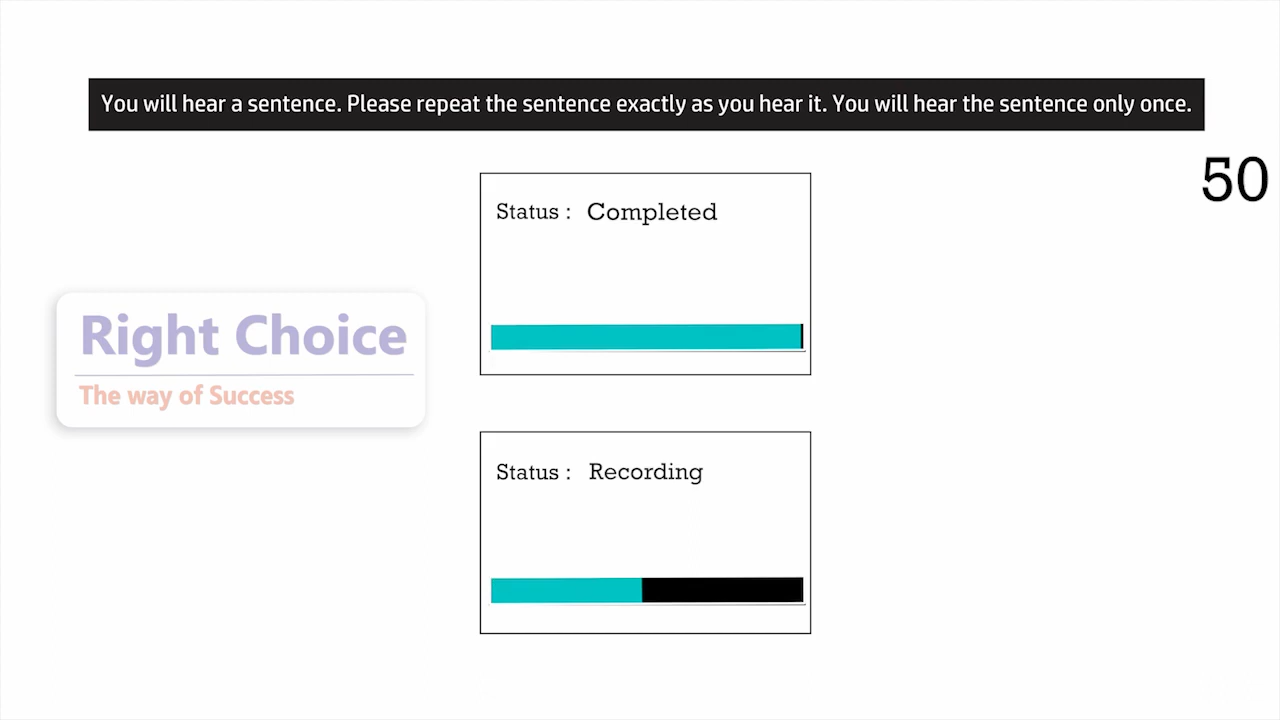 You will hear a sentence. Please repeat the sentence exactly as you hear it. You will hear the sentence only once.
50
Status : Completed
Right Choice
The way of Success
Status : Recording